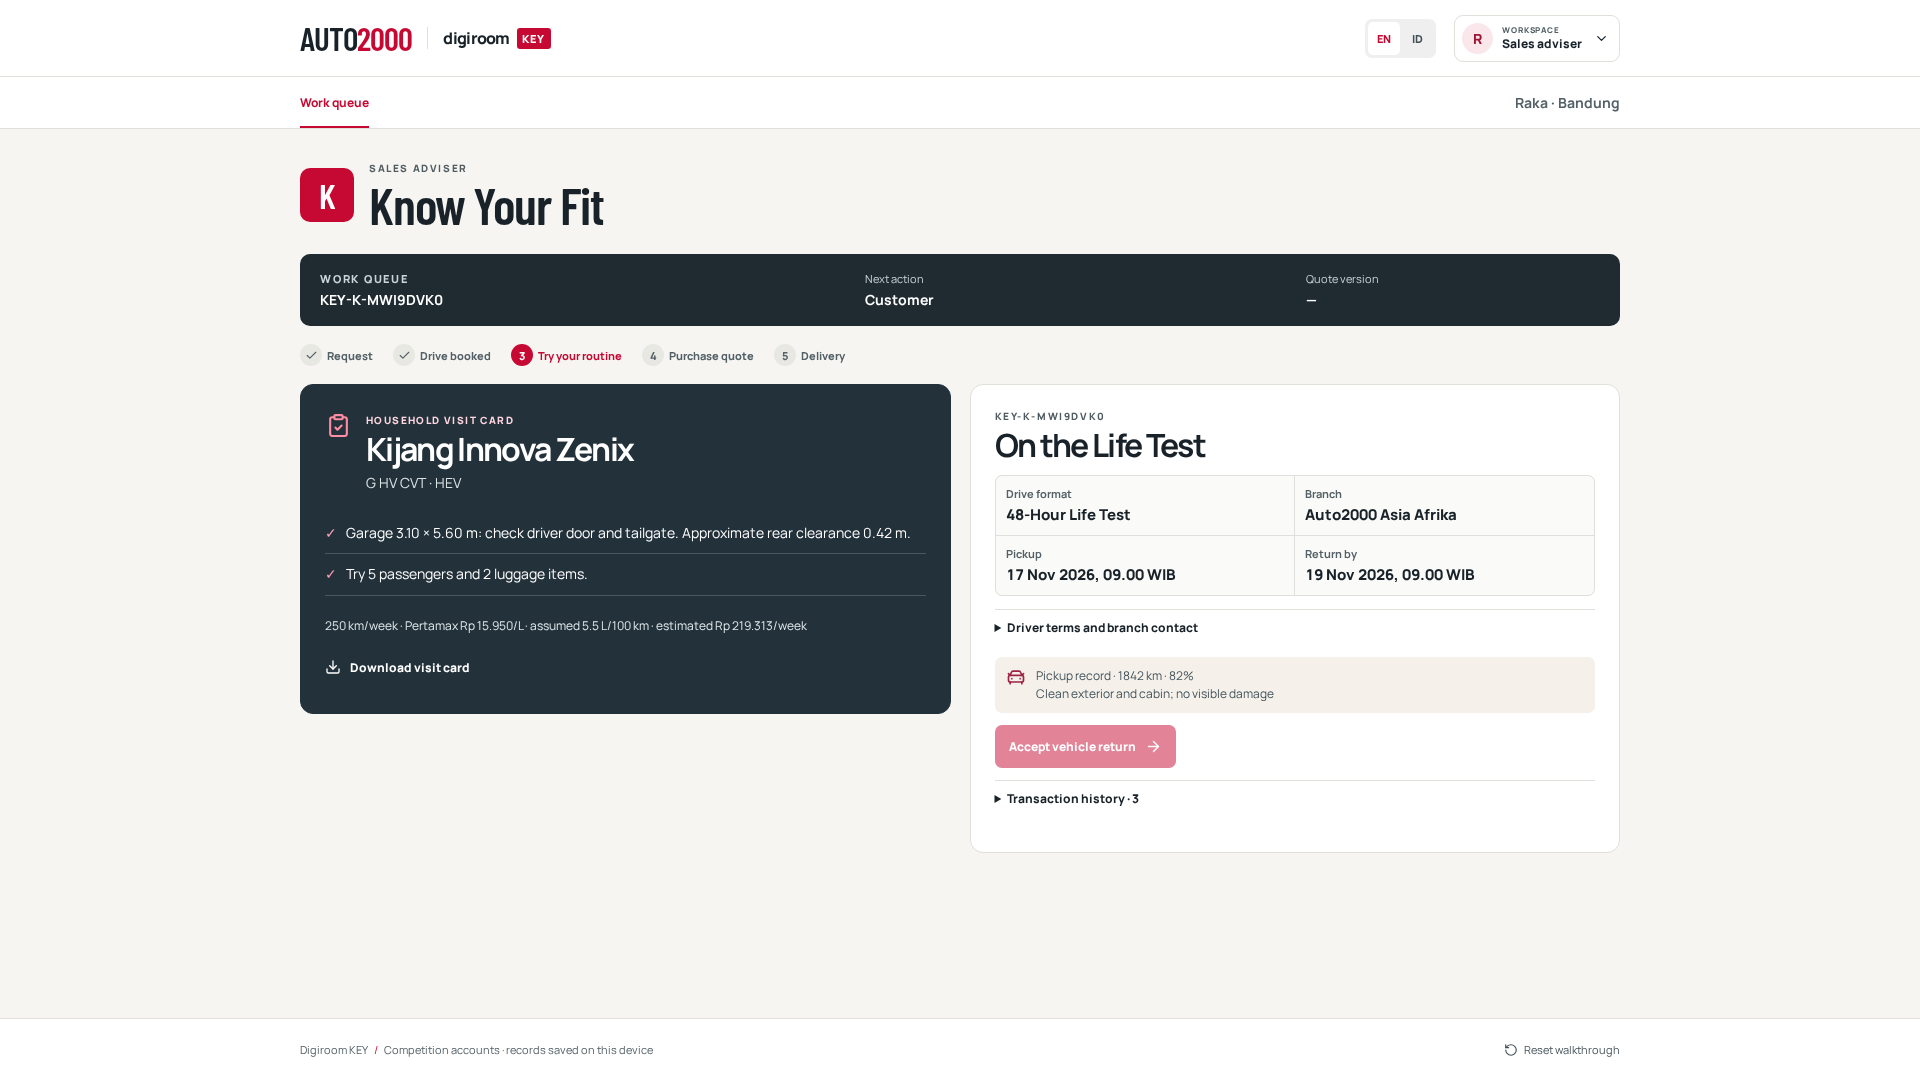 AUTO2000
digiroom KEY
EN ID
R
WORKSPACE
Sales adviser
Work queue
Raka · Bandung
K
SALES ADVISER
Know Your Fit
WORK QUEUE
KEY-K-MWI9DVK0
Next action
Customer
Quote version
—
Request
Drive booked
3 Try your routine
4 Purchase quote
5 Delivery
HOUSEHOLD VISIT CARD
Kijang Innova Zenix
G HV CVT · HEV
✓ Garage 3.10 × 5.60 m: check driver door and tailgate. Approximate rear clearance 0.42 m.
✓ Try 5 passengers and 2 luggage items.
250 km/week · Pertamax Rp 15.950/L · assumed 5.5 L/100 km · estimated Rp 219.313/week
Download visit card
KEY-K-MWI9DVK0
On the Life Test
Drive format
48-Hour Life Test
Branch
Auto2000 Asia Afrika
Pickup
17 Nov 2026, 09.00 WIB
Return by
19 Nov 2026, 09.00 WIB
Driver terms and branch contact
Pickup record · 1842 km · 82%
Clean exterior and cabin; no visible damage
Accept vehicle return
Transaction history · 3
Digiroom KEY / Competition accounts · records saved on this device
Reset walkthrough